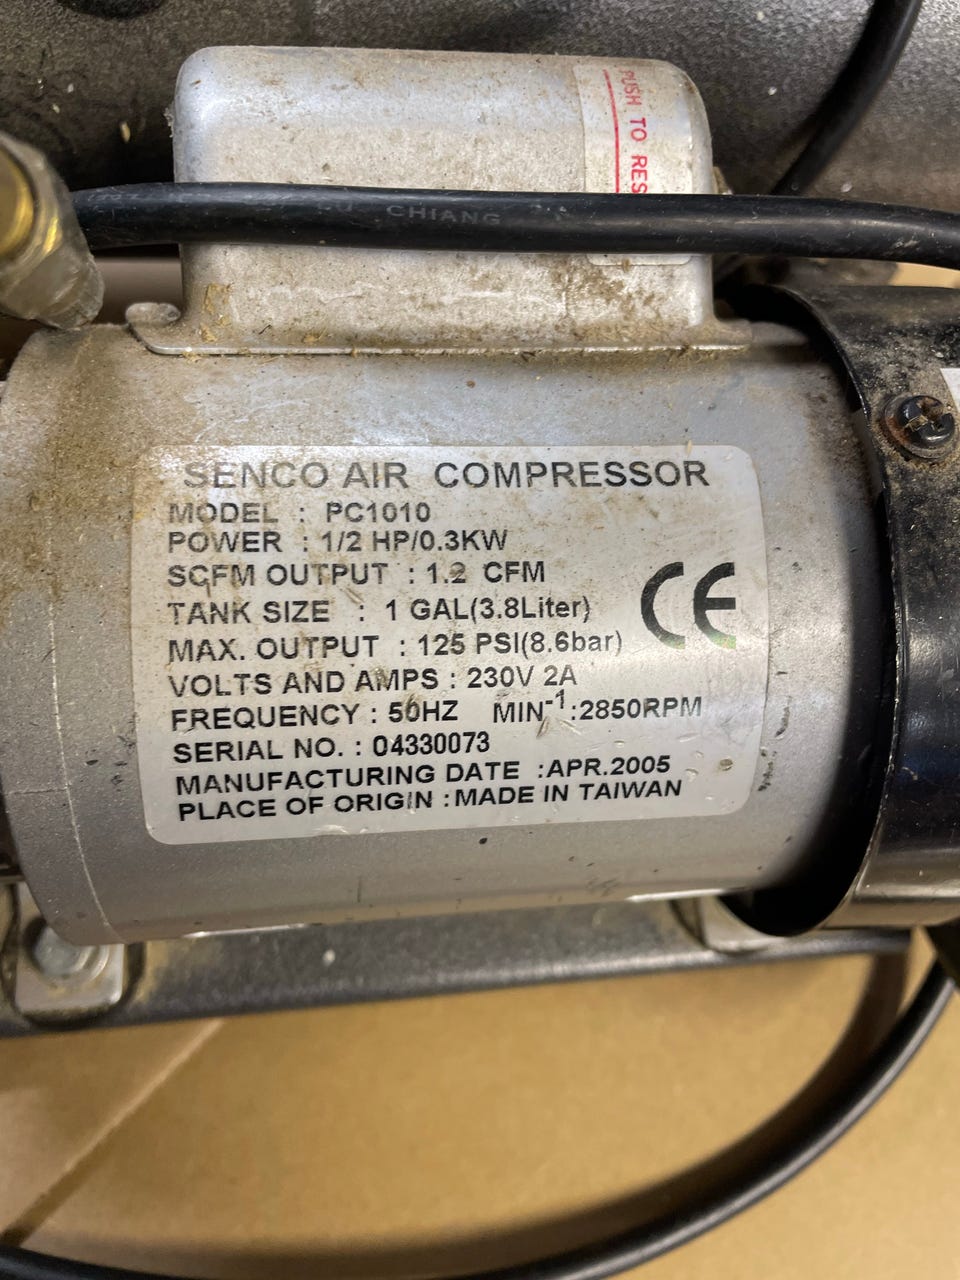 PUSH TO RES
CHIANG
SENCO AIR COMPRESSOR
MODEL : PC1010
POWER : 1/2 HP/0.3KW
SCFM OUTPUT : 1.2 CFM
TANK SIZE : 1 GAL(3.8Liter)
MAX. OUTPUT : 125 PSI(8.6bar)
CE
VOLTS AND AMPS : 230V 2A
FREQUENCY : 50HZ MIN⁻¹:2850RPM
SERIAL NO. : 04330073
MANUFACTURING DATE :APR.2005
PLACE OF ORIGIN :MADE IN TAIWAN